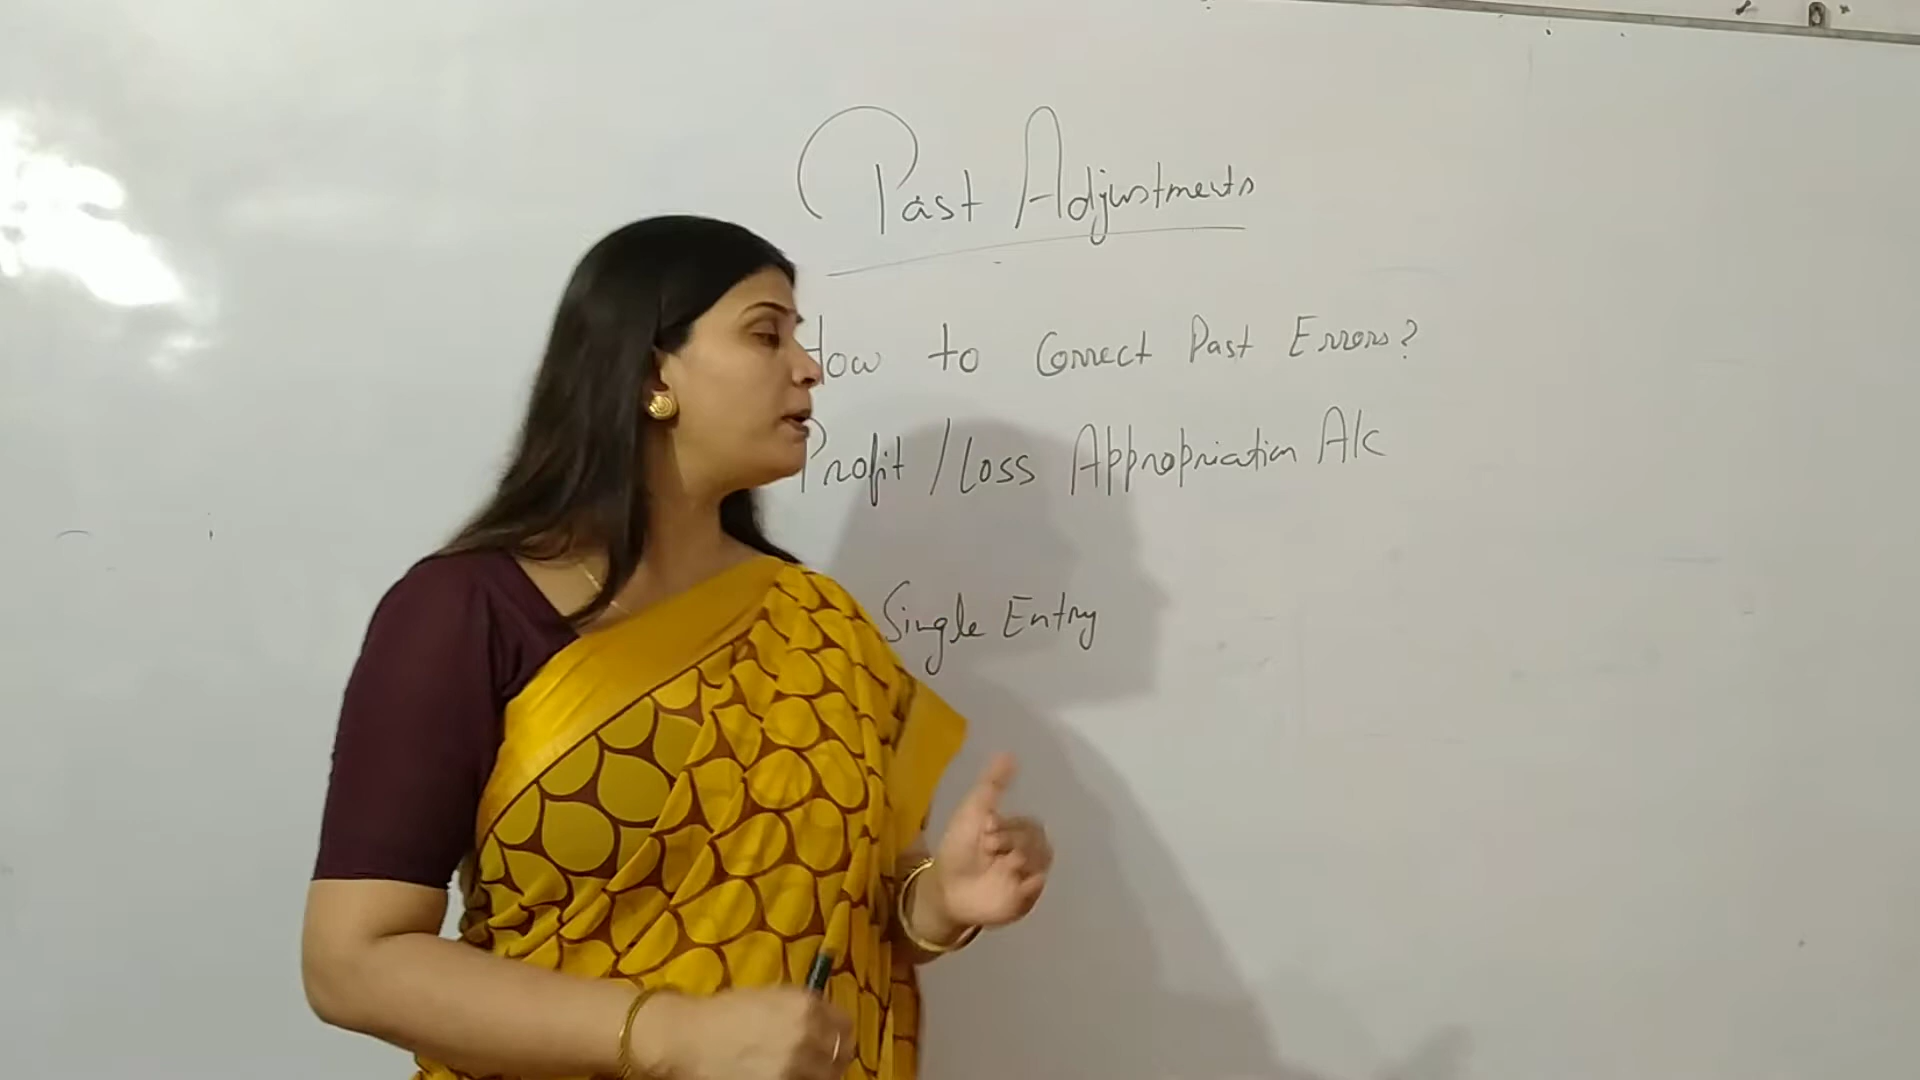 Past Adjustments
How to Correct Past Errors?
Profit / Loss Appropriation A/c
Single Entry